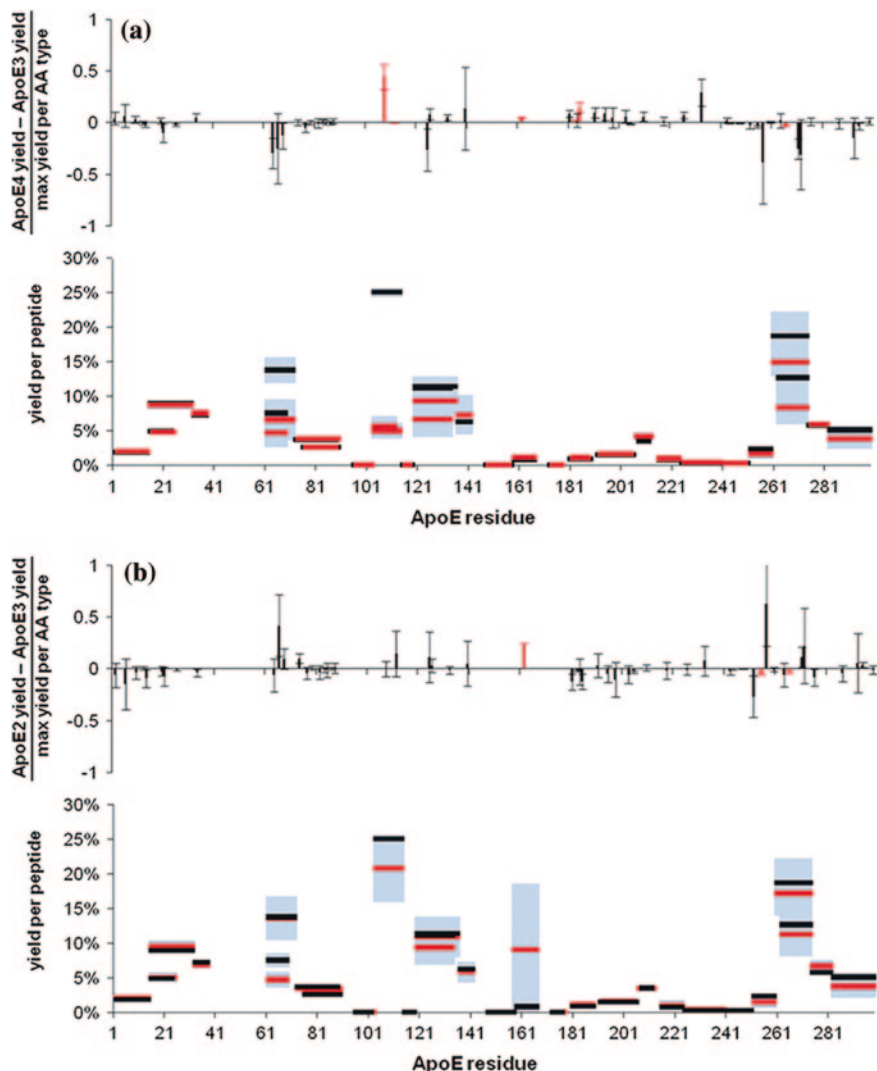 (a)
ApoE4 yield – ApoE3 yield
max yield per AA type
1
0.5
0
-0.5
-1
yield per peptide
30%
25%
20%
15%
10%
5%
0%
1 21 41 61 81 101 121 141 161 181 201 221 241 261 281
ApoE residue
(b)
ApoE2 yield – ApoE3 yield
max yield per AA type
1
0.5
0
-0.5
-1
yield per peptide
30%
25%
20%
15%
10%
5%
0%
1 21 41 61 81 101 121 141 161 181 201 221 241 261 281
ApoE residue